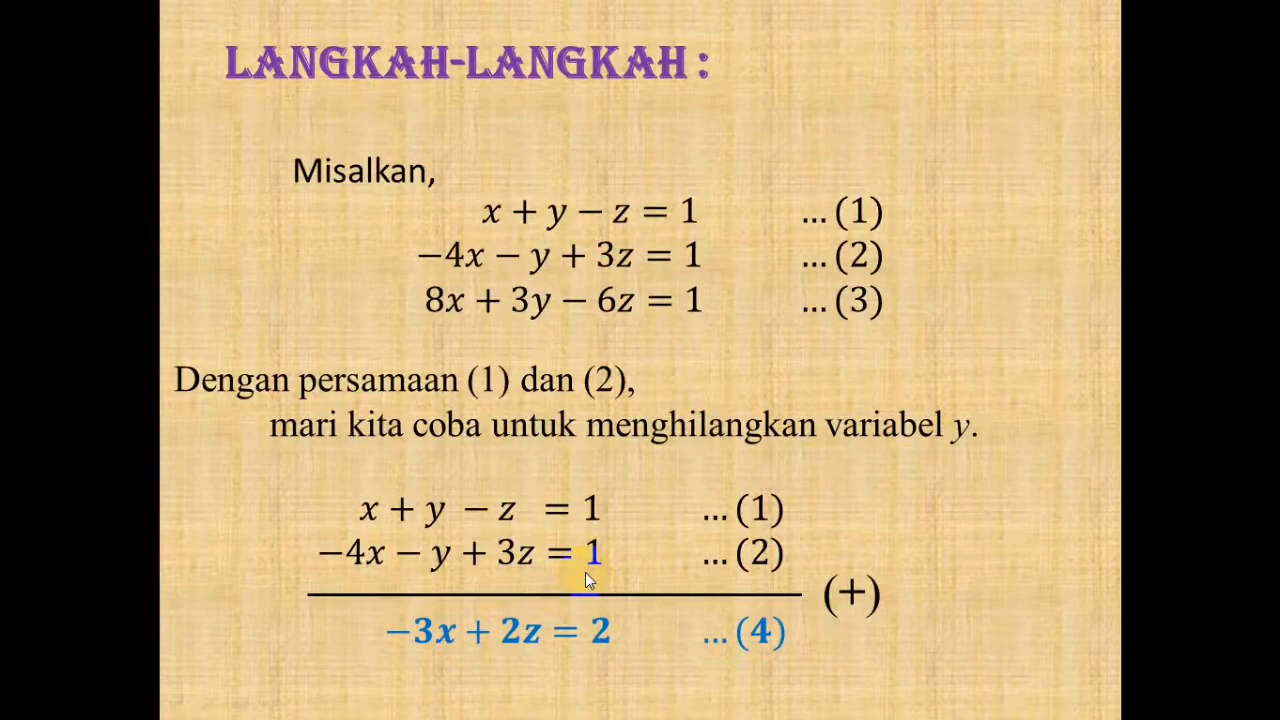 LANGKAH-LANGKAH :
Misalkan,
x + y − z = 1 ... (1)
−4x − y + 3z = 1 ... (2)
8x + 3y − 6z = 1 ... (3)
Dengan persamaan (1) dan (2),
mari kita coba untuk menghilangkan variabel y.
x + y − z = 1 ... (1)
−4x − y + 3z = 1 ... (2)
(+)
−3x + 2z = 2 ... (4)